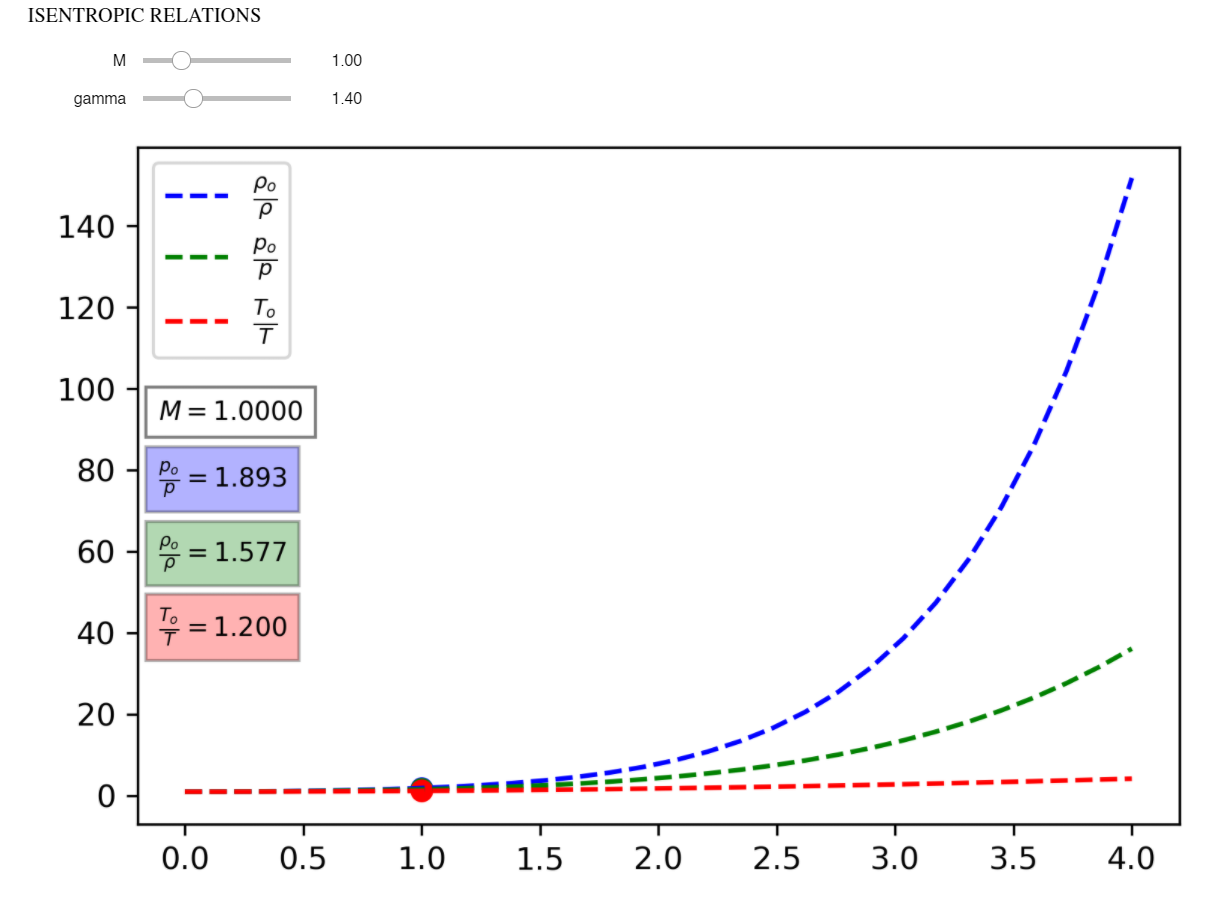 ISENTROPIC RELATIONS
M 1.00
gamma 1.40
ρₒ/ρ
pₒ/p
Tₒ/T
M = 1.0000
pₒ/p = 1.893
ρₒ/ρ = 1.577
Tₒ/T = 1.200
140
120
100
80
60
40
20
0
0.0 0.5 1.0 1.5 2.0 2.5 3.0 3.5 4.0